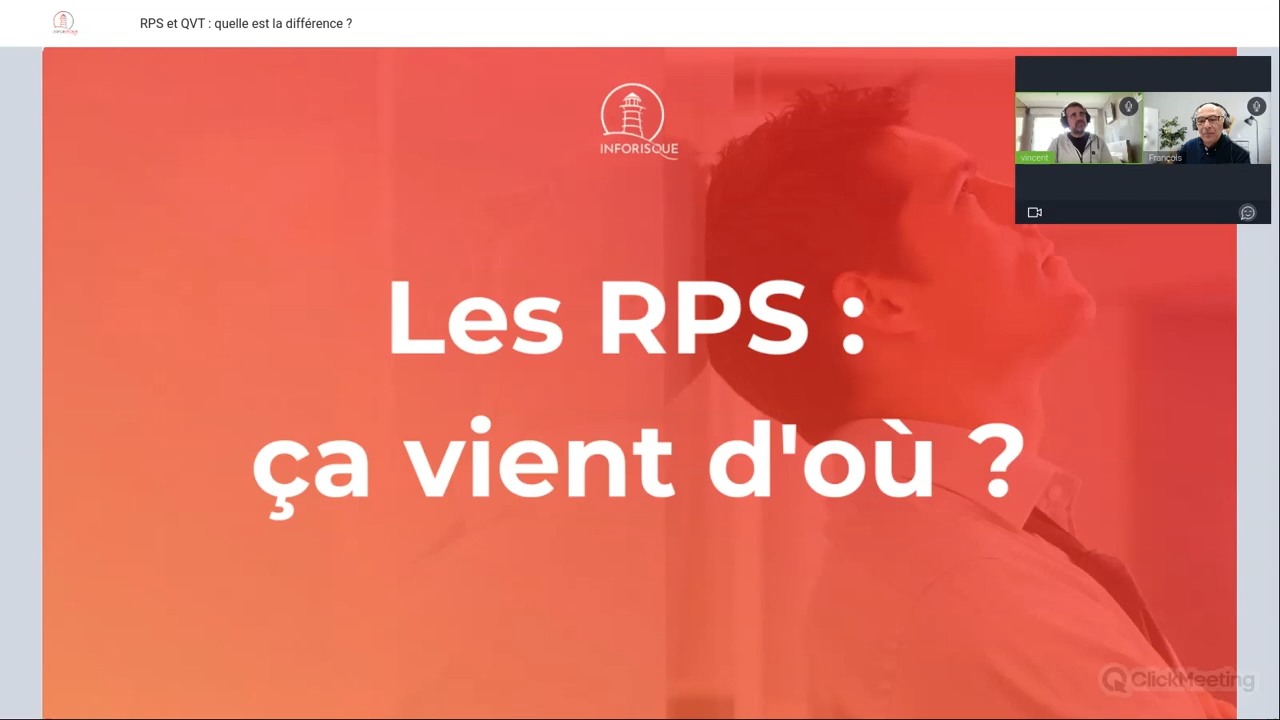 RPS et QVT : quelle est la différence ?
INFORISQUE
vincent
François
Les RPS :
ça vient d'où ?
ClickMeeting